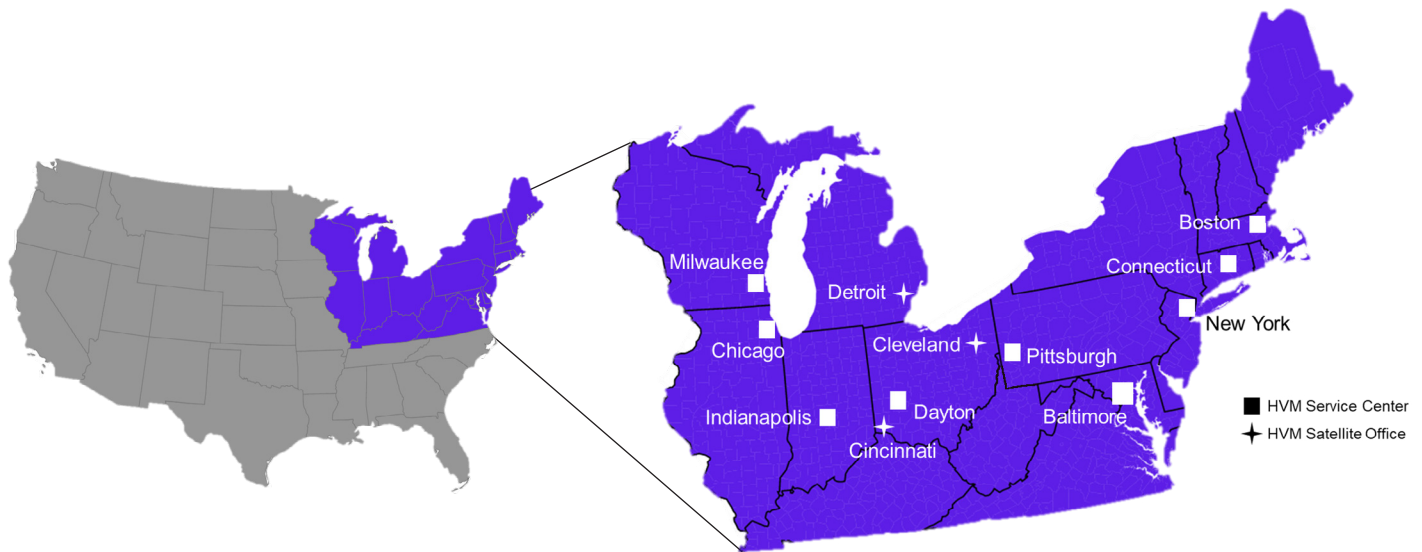 Boston
Milwaukee
Connecticut
Detroit
New York
Chicago
Cleveland
Pittsburgh
Indianapolis
Dayton
Baltimore
Cincinnati
HVM Service Center
HVM Satellite Office